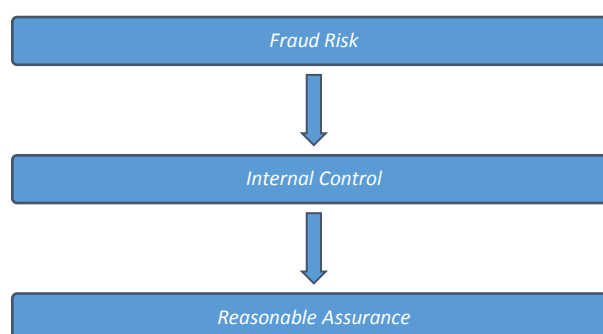 Fraud Risk
Internal Control
Reasonable Assurance